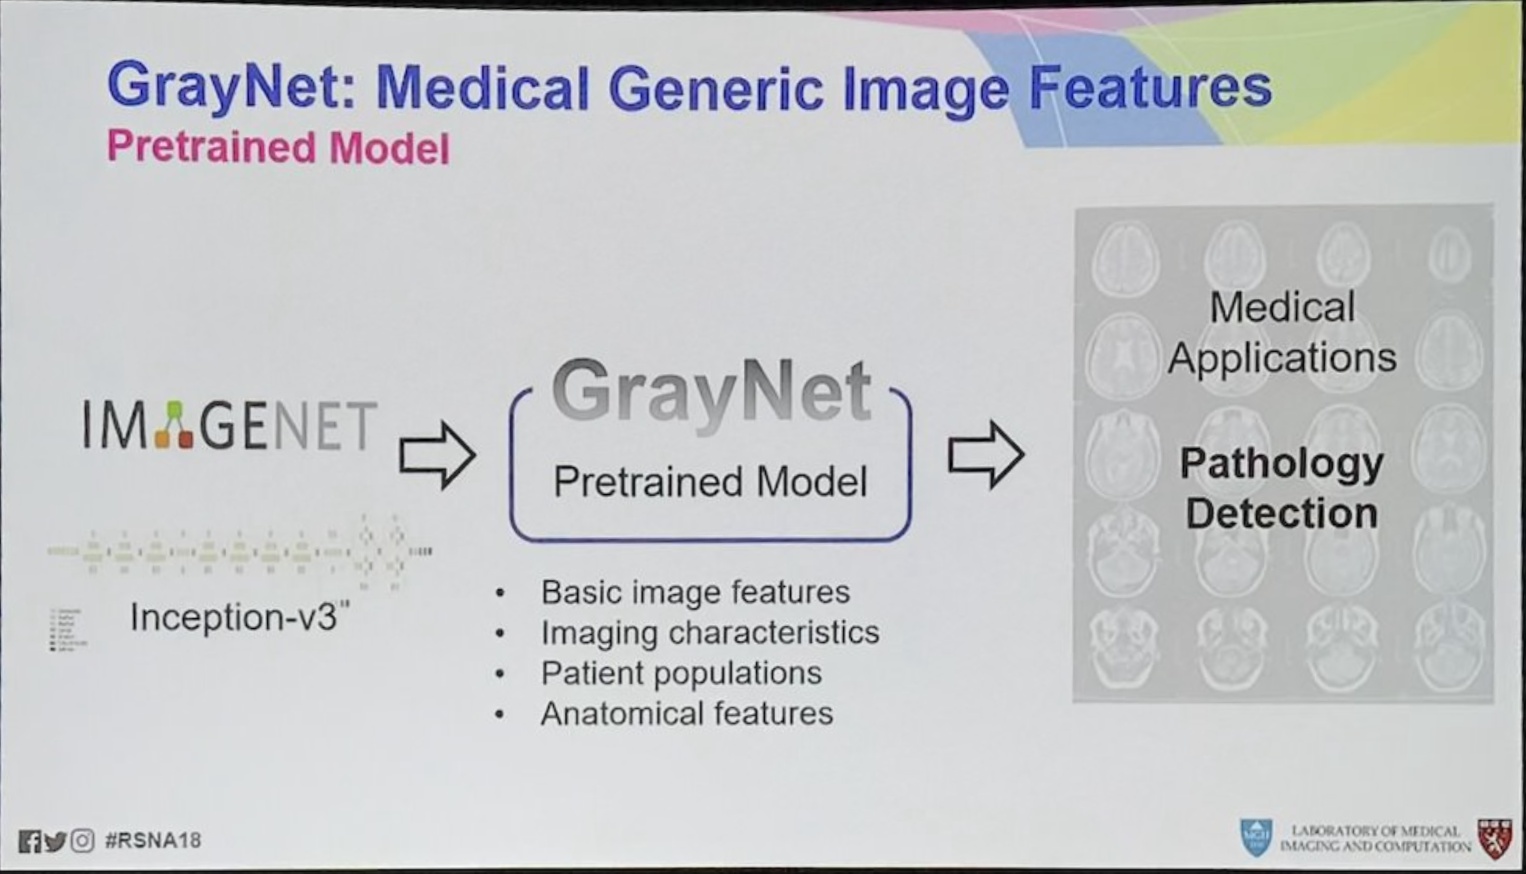 GrayNet: Medical Generic Image Features
Pretrained Model
IMAGENET
Inception-v3"
GrayNet
Pretrained Model
• Basic image features
• Imaging characteristics
• Patient populations
• Anatomical features
Medical
Applications
Pathology
Detection
#RSNA18
MGH
LABORATORY OF MEDICAL
IMAGING AND COMPUTATION